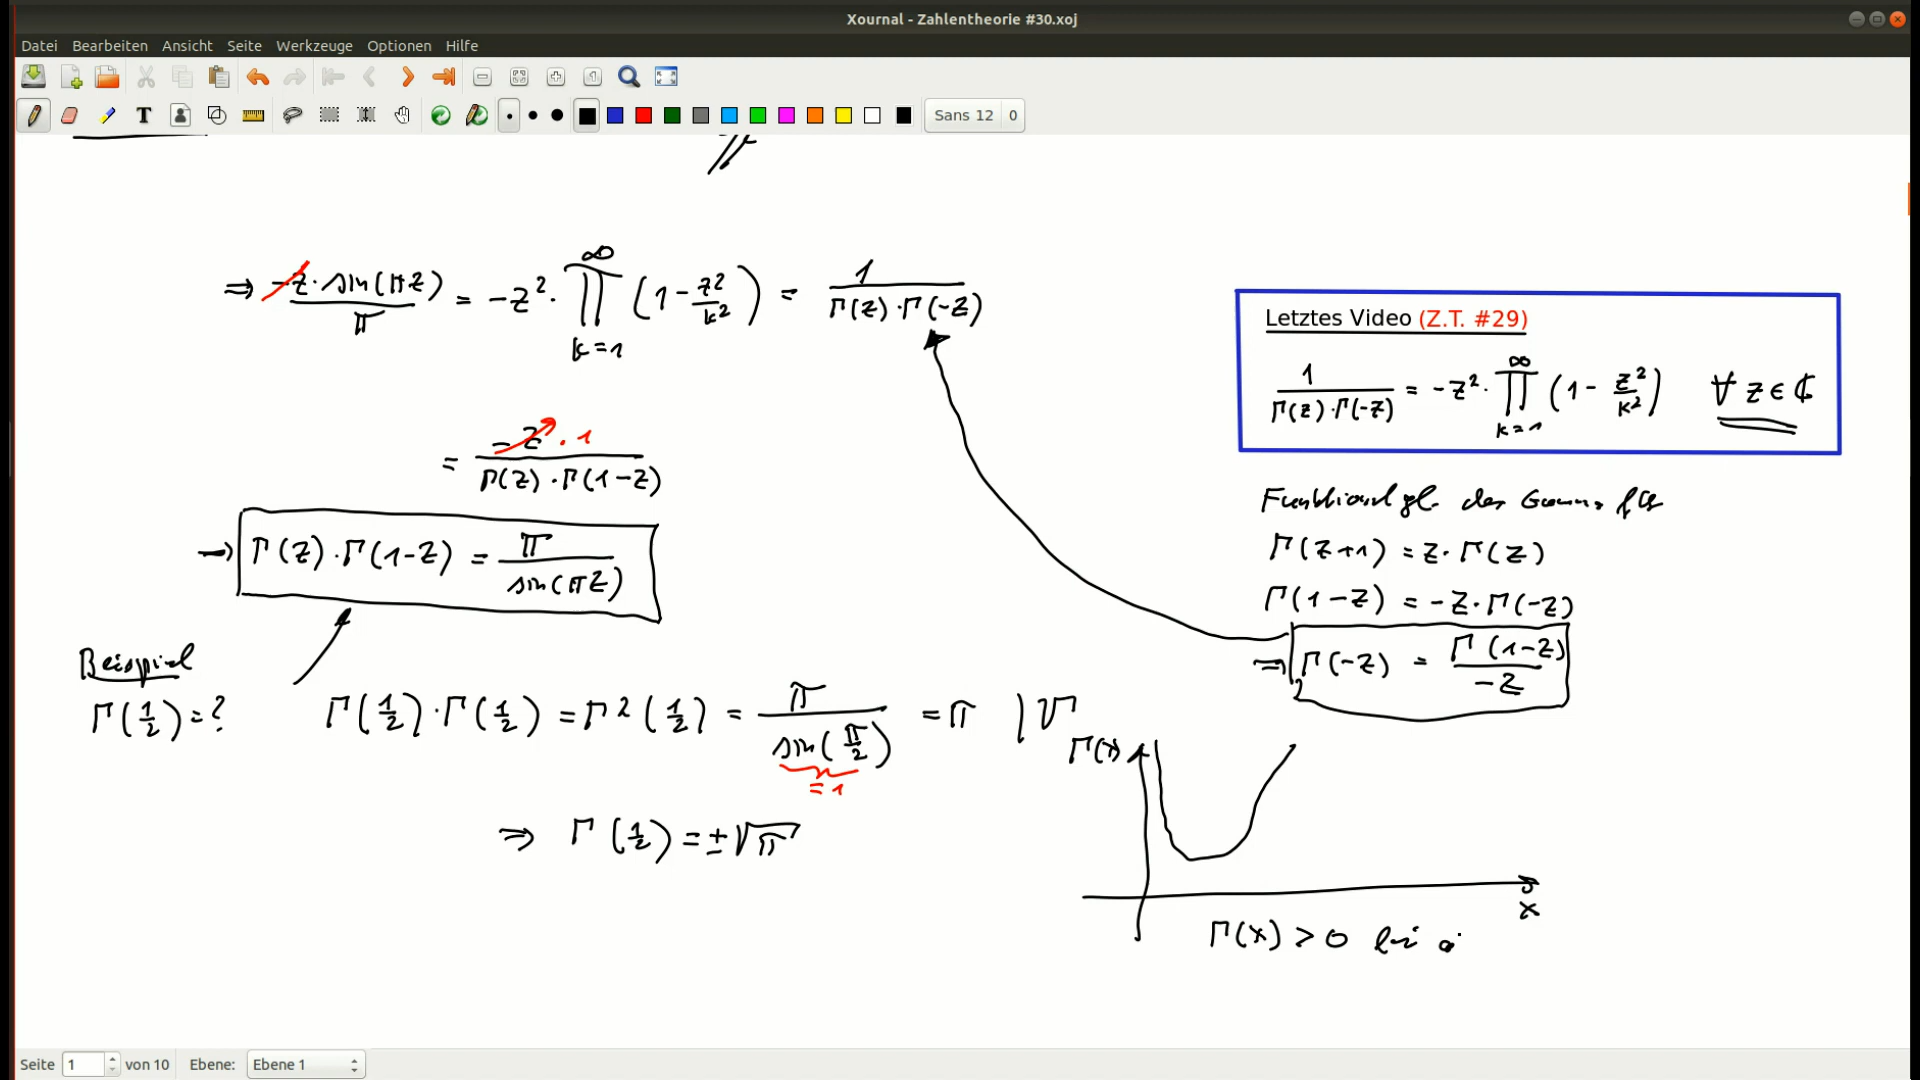 Xournal - Zahlentheorie #30.xoj
Datei Bearbeiten Ansicht Seite Werkzeuge Optionen Hilfe
Sans 12 0
⇒ -z·sin(πz)/π = -z²·∏_{k=1}^{∞} (1 - z²/k²) = 1/(Γ(z)·Γ(-z))
= -z·1/(Γ(z)·Γ(1-z))
→ Γ(z)·Γ(1-z) = π/sin(πz)
Letztes Video (Z.T. #29)
1/(Γ(z)·Γ(-z)) = -z²·∏_{k=1}^{∞} (1 - z²/k²) ∀ z ∈ ℂ
Funktionalgl. der Gamma fkt
Γ(z+1) = z·Γ(z)
Γ(1-z) = -z·Γ(-z)
⇒ Γ(-z) = Γ(1-z)/-z
Beispiel
Γ(1/2) = ? Γ(1/2)·Γ(1/2) = Γ²(1/2) = π/sin(π/2) = π |√
= 1
⇒ Γ(1/2) = ±√π
Γ(x)
x
Γ(x) > 0
Seite 1 von 10 Ebene: Ebene 1